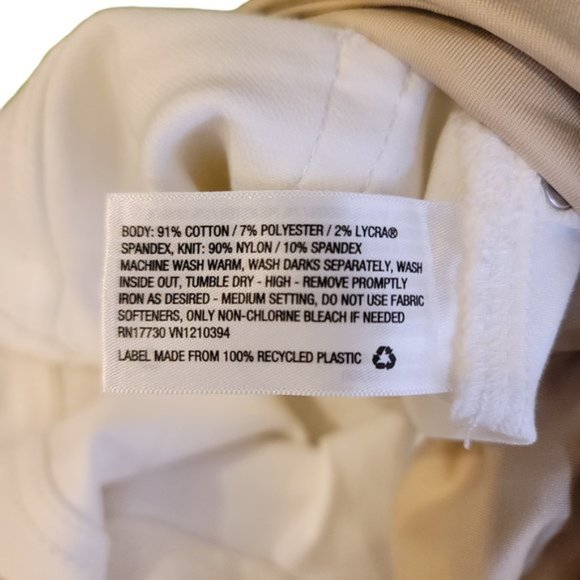 BODY: 91% COTTON / 7% POLYESTER / 2% LYCRA®
SPANDEX, KNIT: 90% NYLON / 10% SPANDEX
MACHINE WASH WARM, WASH DARKS SEPARATELY, WASH
INSIDE OUT, TUMBLE DRY - HIGH - REMOVE PROMPTLY
IRON AS DESIRED - MEDIUM SETTING, DO NOT USE FABRIC
SOFTENERS, ONLY NON-CHLORINE BLEACH IF NEEDED
RN17730 VN1210394
LABEL MADE FROM 100% RECYCLED PLASTIC